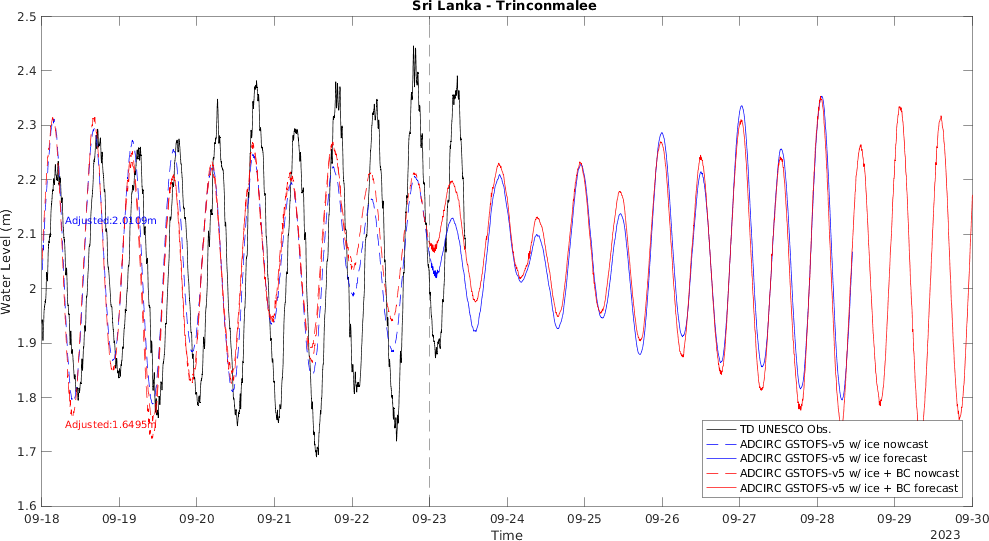 Sri Lanka - Trinconmalee
2.5
2.4
2.3
2.2
2.1
2
1.9
1.8
1.7
1.6
Water Level (m)
Adjusted:2.0109m
Adjusted:1.6495m
TD UNESCO Obs.
ADCIRC GSTOFS-v5 w/ ice nowcast
ADCIRC GSTOFS-v5 w/ ice forecast
ADCIRC GSTOFS-v5 w/ ice + BC nowcast
ADCIRC GSTOFS-v5 w/ ice + BC forecast
09-18 09-19 09-20 09-21 09-22 09-23 09-24 09-25 09-26 09-27 09-28 09-29 09-30
Time
2023